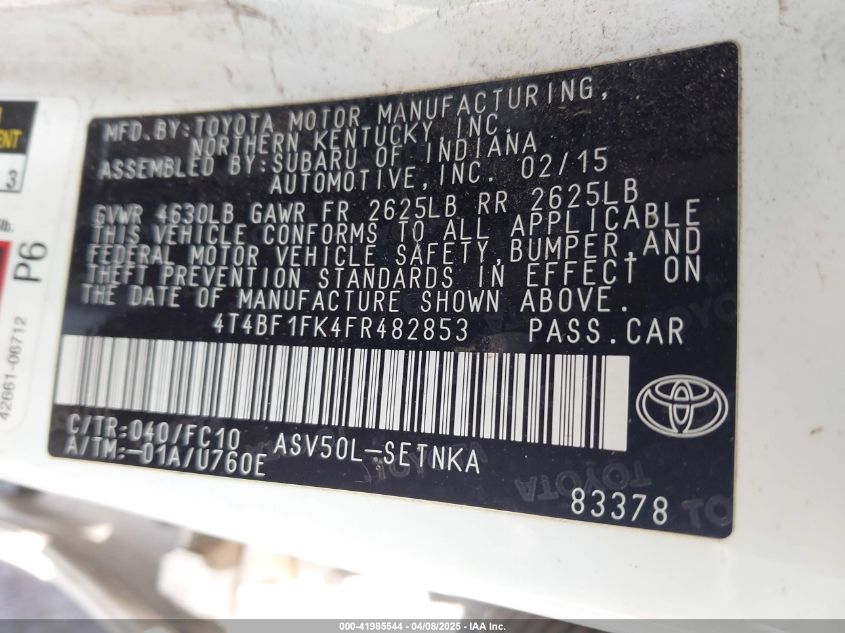 MFD.BY:TOYOTA MOTOR MANUFACTURING,
NORTHERN KENTUCKY, INC.
ASSEMBLED BY:SUBARU OF INDIANA
AUTOMOTIVE,INC. 02/15
GVWR 4630LB GAWR FR 2625LB RR 2625LB
THIS VEHICLE CONFORMS TO ALL APPLICABLE
FEDERAL MOTOR VEHICLE SAFETY,BUMPER,AND
THEFT PREVENTION STANDARDS IN EFFECT ON
THE DATE OF MANUFACTURE SHOWN ABOVE.
4T4BF1FK4FR482853 PASS.CAR
C/TR:040/FC10 ASV50L-SETNKA
A/TM:-01A/U760E
83378
TOYOTA
3
lb.
P6
42661-06712
000-41985544 | 04/08/2025 - | IAA Inc.